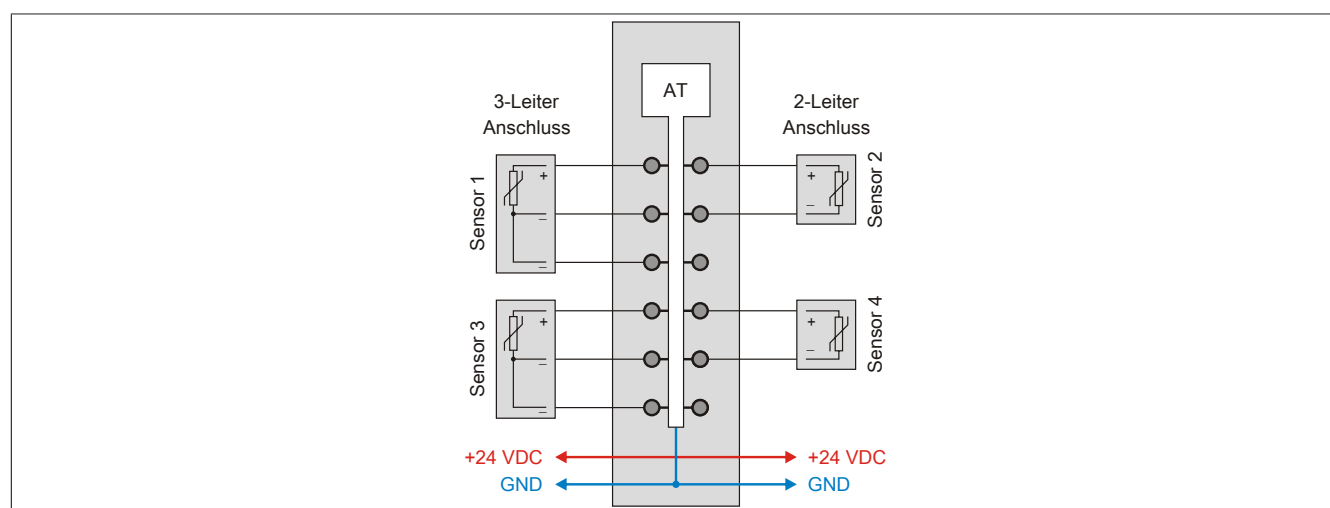 AT
3-Leiter
Anschluss
2-Leiter
Anschluss
Sensor 1
+
–
–
+
–
Sensor 2
Sensor 3
+
–
–
+
–
Sensor 4
+24 VDC
+24 VDC
GND
GND